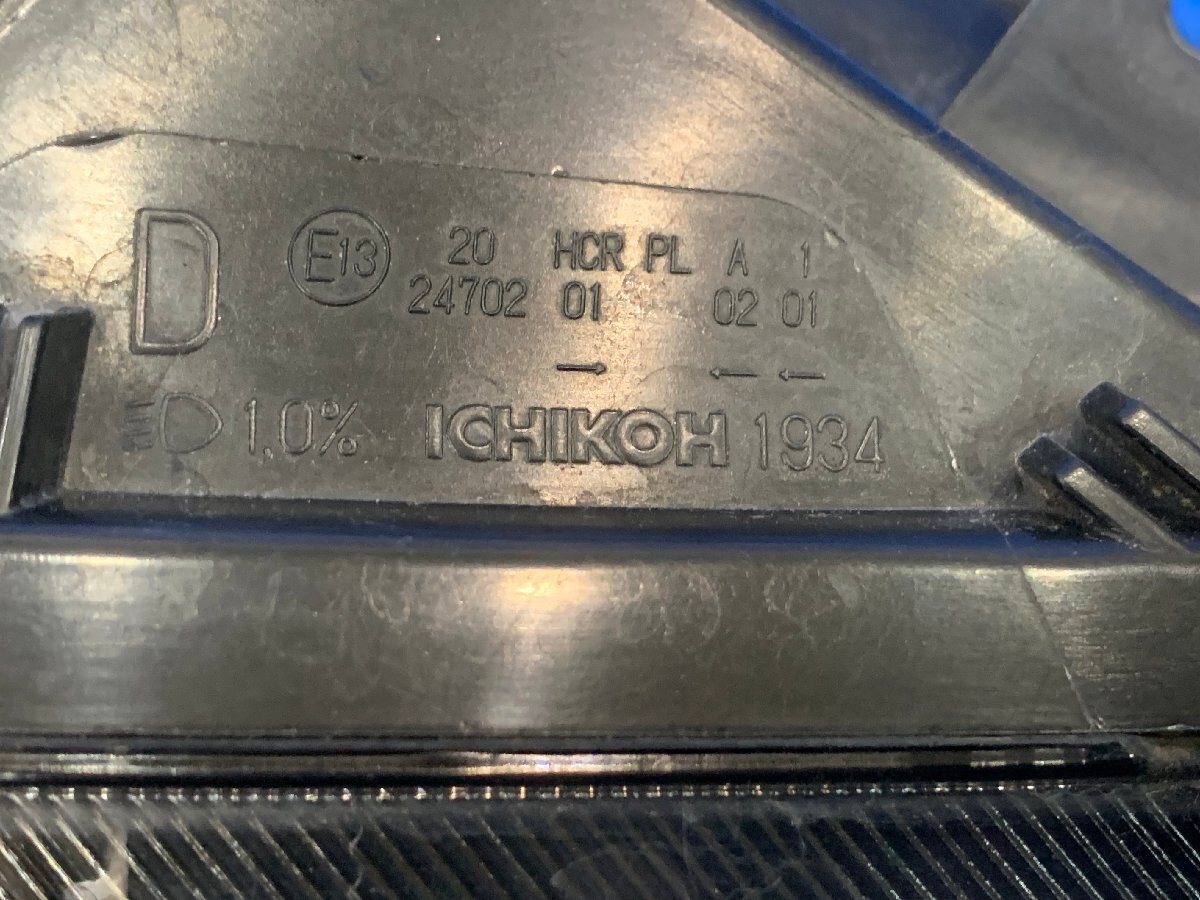 D E13 20 HCR PL A 1
24702 01 02 01
→ ← ←
1.0% ICHIKOH 1934